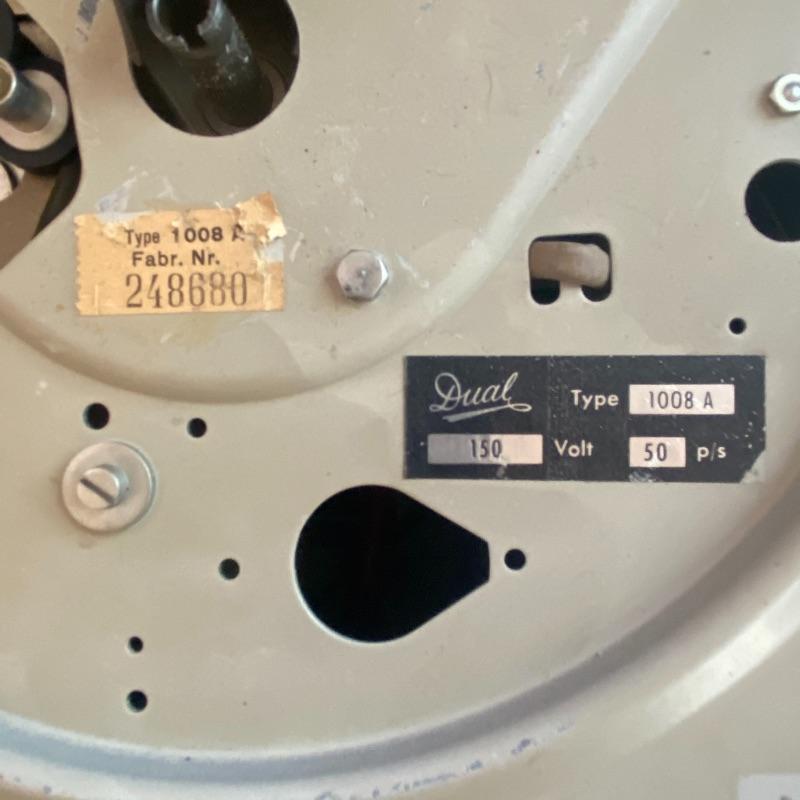 Type 1008 A
Fabr. Nr.
248680
Dual Type 1008 A
150 Volt 50 p/s